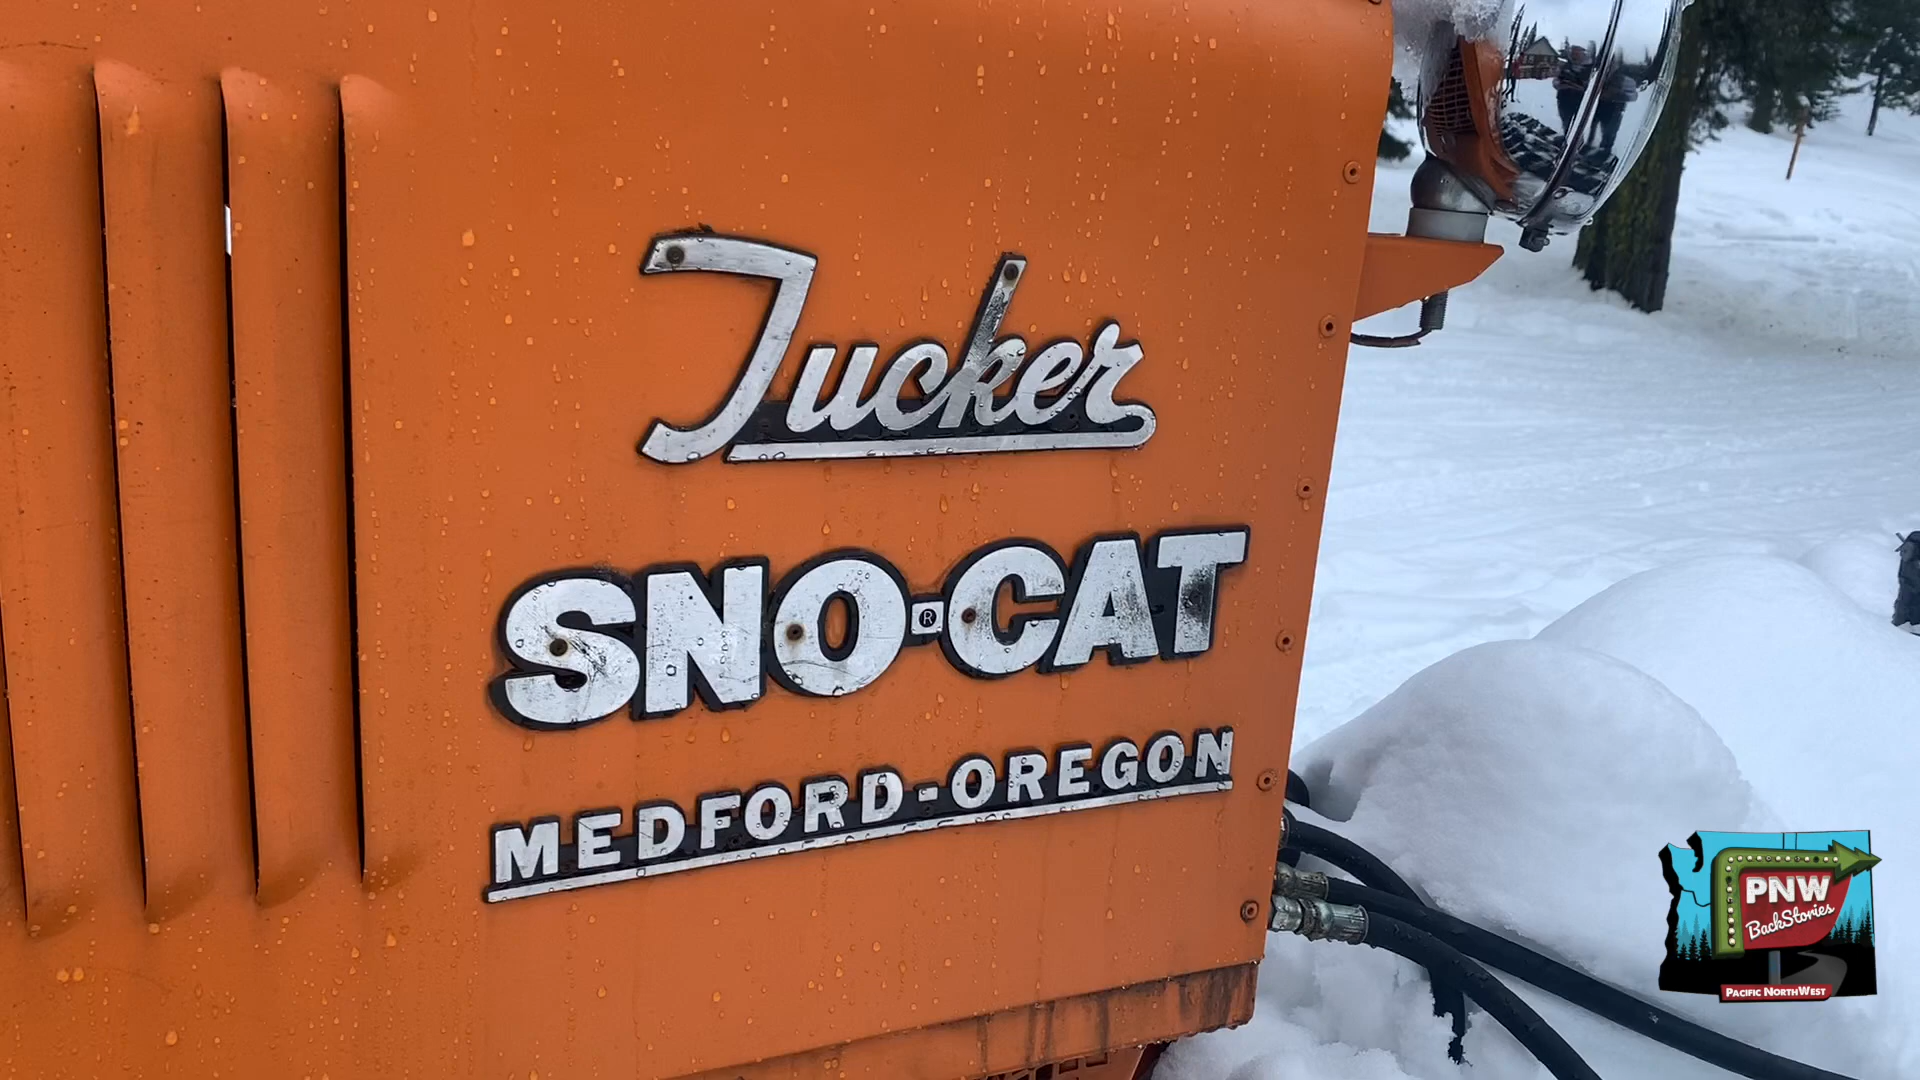 Tucker
SNO®CAT
MEDFORD-OREGON
PNW
BackStories
PACIFIC NORTHWEST